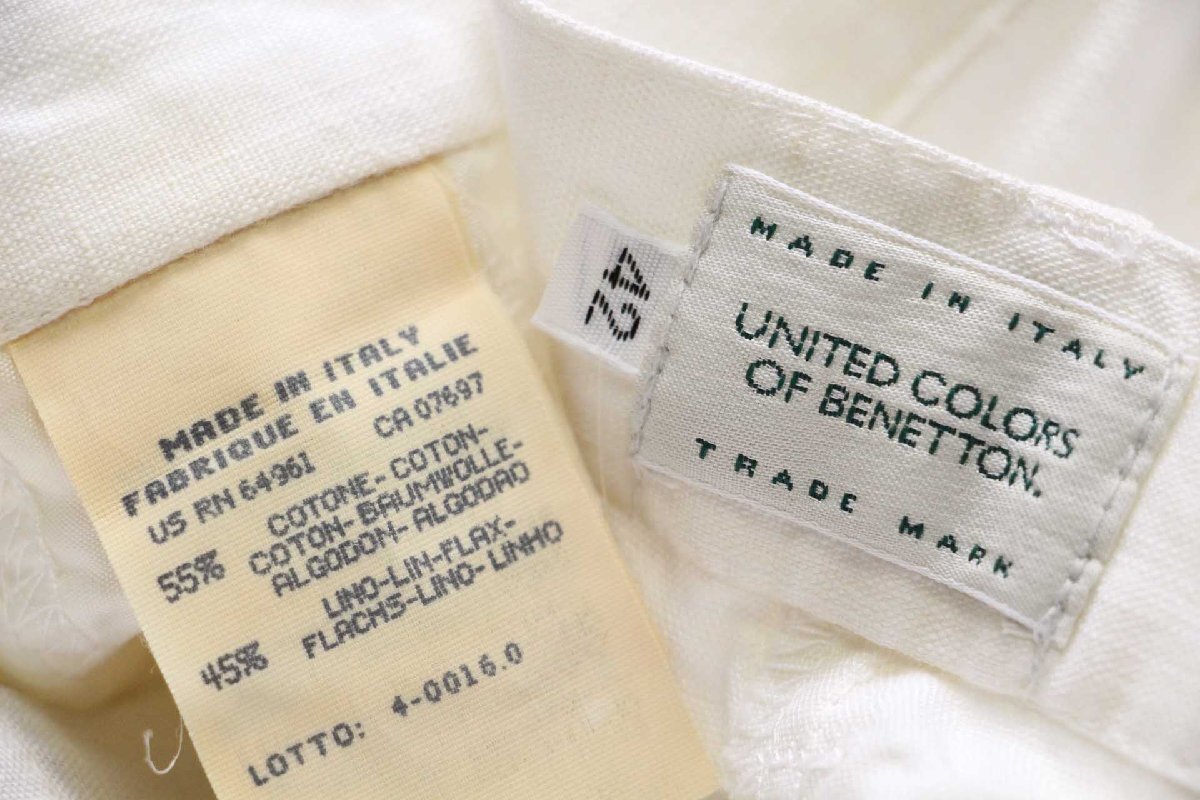 MADE IN ITALY
FABRIQUE EN ITALIE
US RN 64961 CA 07697
55% COTONE-COTON-
COTON-BAUMWOLLE-
ALGODON-ALGODAO
45% LINO-LIN-FLAX-
FLACHS-LINO-LINHO
LOTTO: 4-0016.0
42
MADE IN ITALY
UNITED COLORS
OF BENETTON.
TRADE MARK